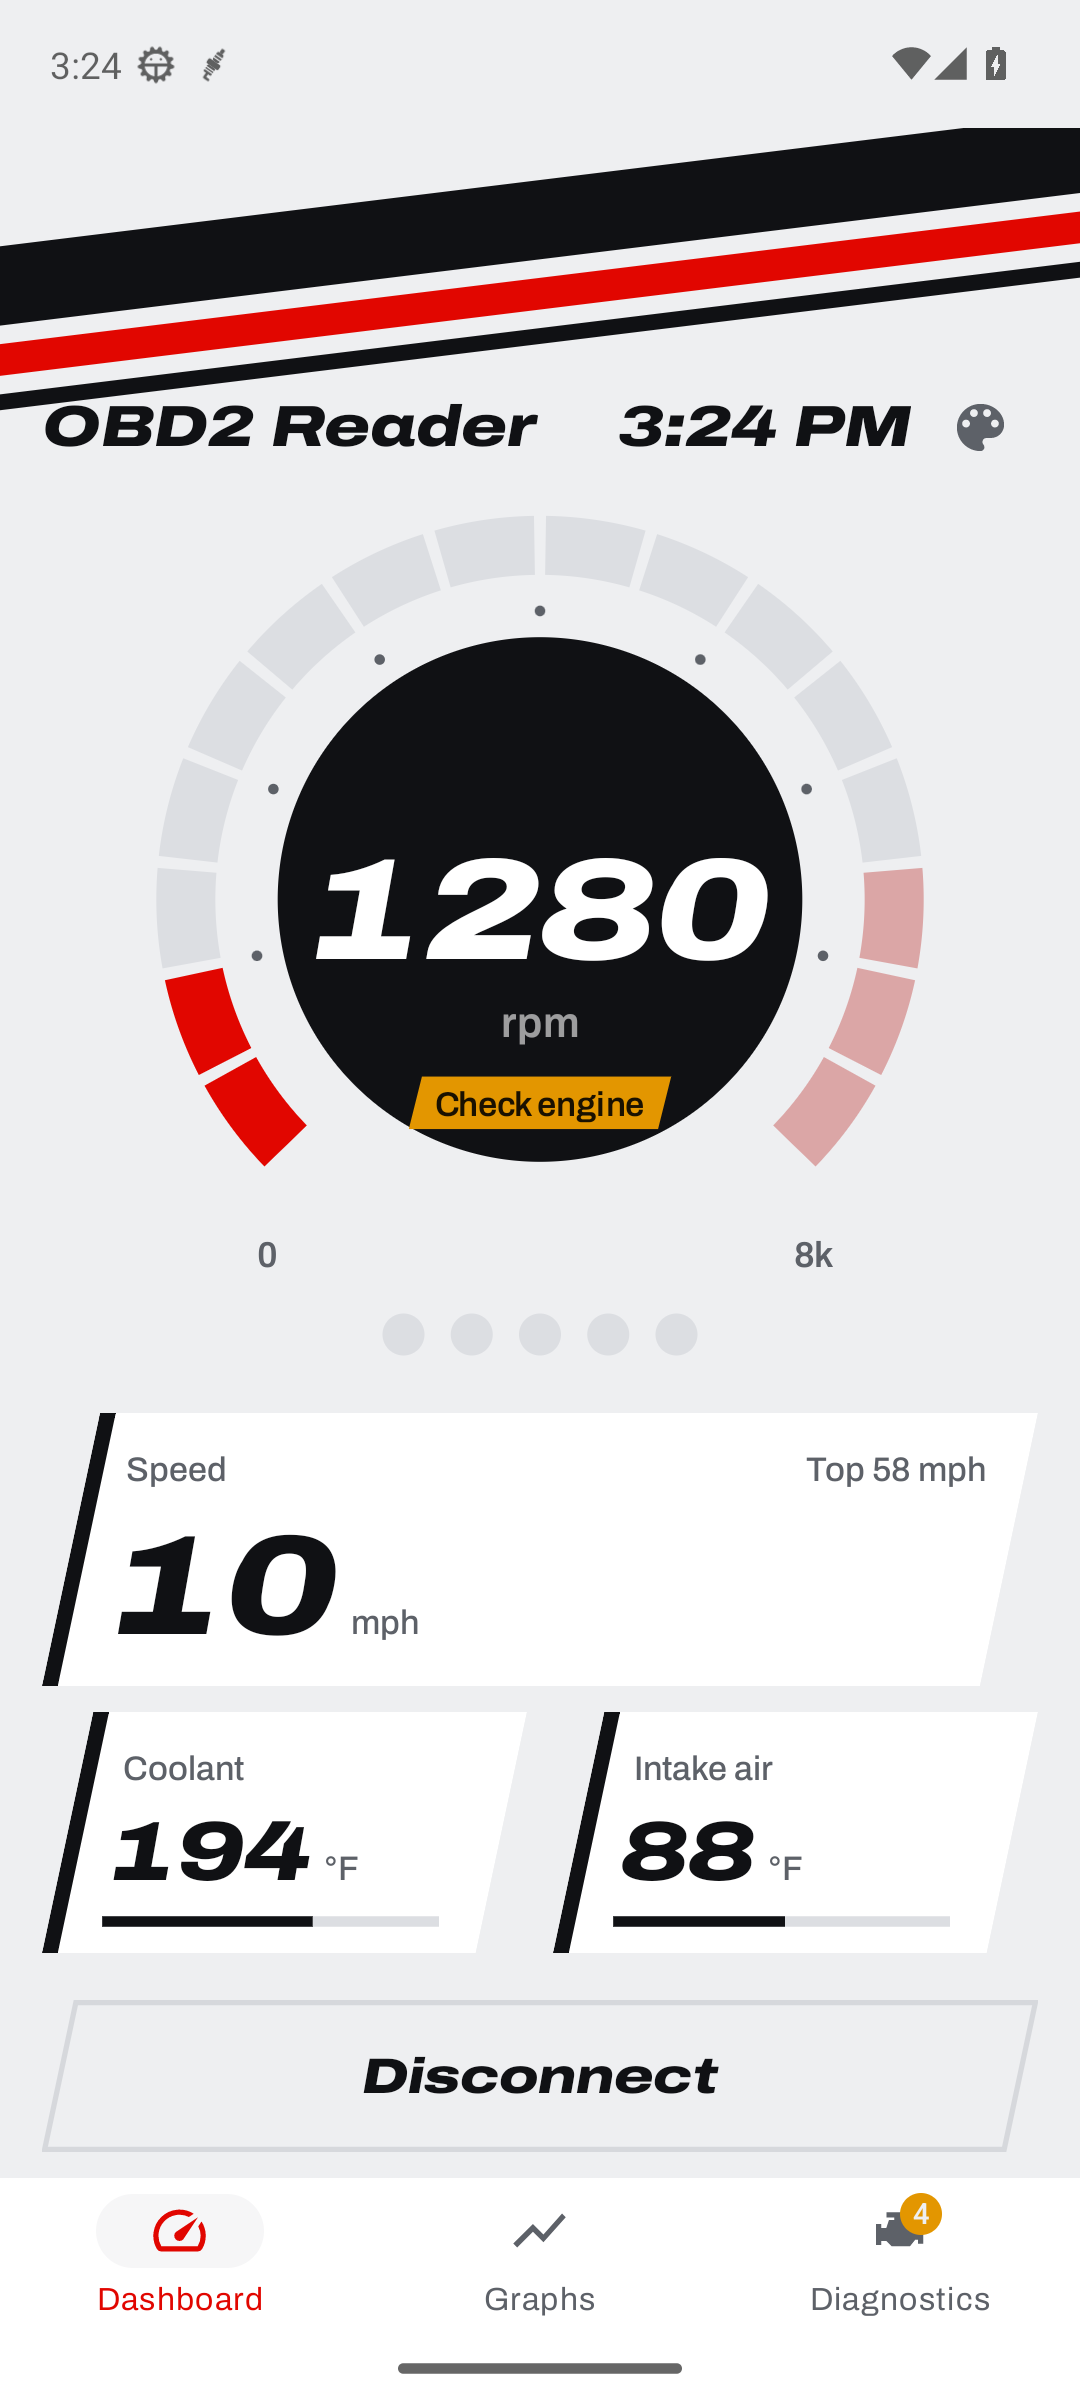 3:24
OBD2 Reader 3:24 PM
1280
rpm
Check engine
0 8k
Speed Top 58 mph
10 mph
Coolant Intake air
194 °F 88 °F
Disconnect
4
Dashboard Graphs Diagnostics